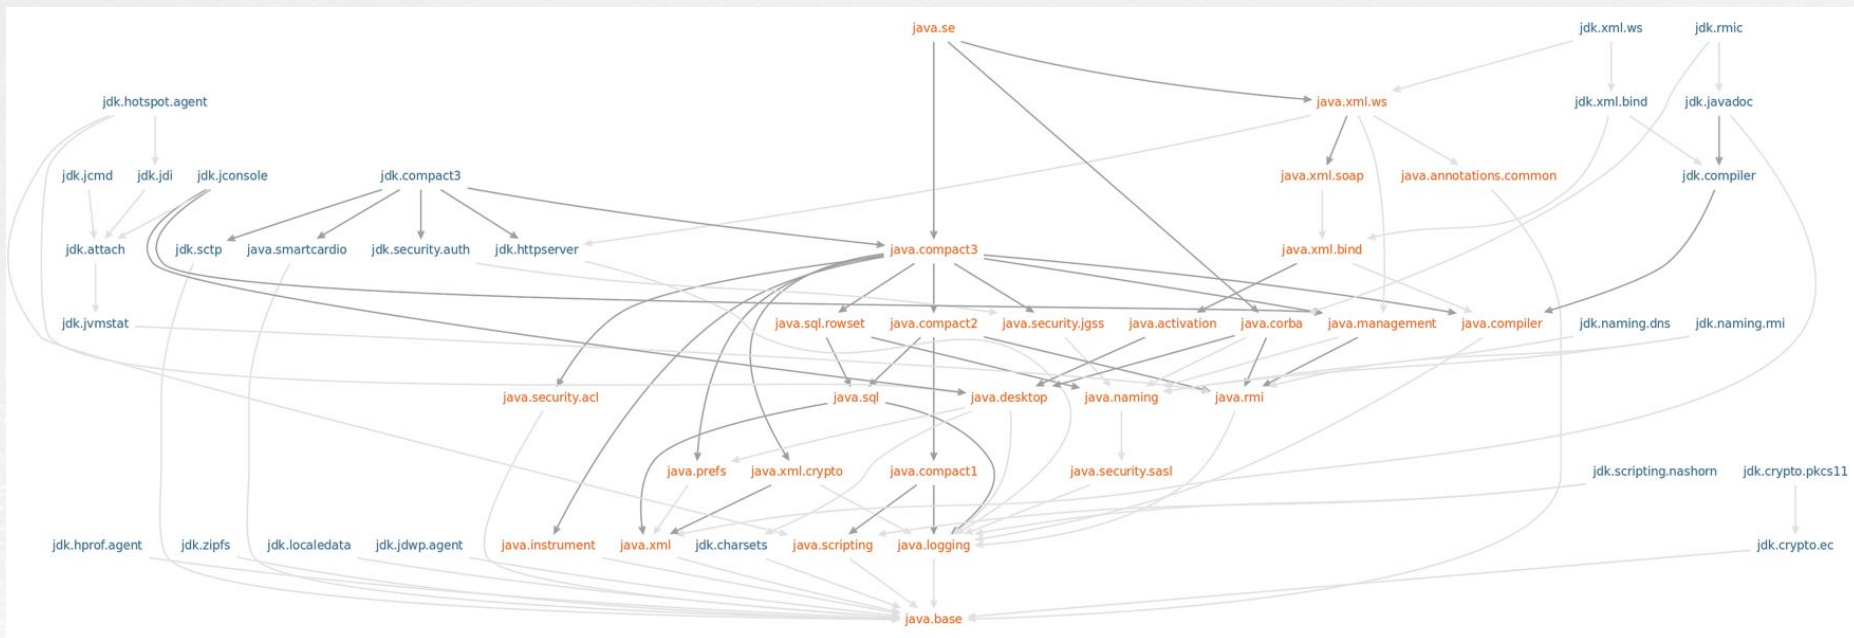 java.se
jdk.xml.ws
jdk.rmic
jdk.hotspot.agent
java.xml.ws
jdk.xml.bind
jdk.javadoc
jdk.jcmd
jdk.jdi
jdk.jconsole
jdk.compact3
java.xml.soap
java.annotations.common
jdk.compiler
jdk.attach
jdk.sctp
java.smartcardio
jdk.security.auth
jdk.httpserver
java.compact3
java.xml.bind
jdk.jvmstat
java.sql.rowset
java.compact2
java.security.jgss
java.activation
java.corba
java.management
java.compiler
jdk.naming.dns
jdk.naming.rmi
java.security.acl
java.sql
java.desktop
java.naming
java.rmi
java.prefs
java.xml.crypto
java.compact1
java.security.sasl
jdk.scripting.nashorn
jdk.crypto.pkcs11
jdk.hprof.agent
jdk.zipfs
jdk.localedata
jdk.jdwp.agent
java.instrument
java.xml
jdk.charsets
java.scripting
java.logging
jdk.crypto.ec
java.base